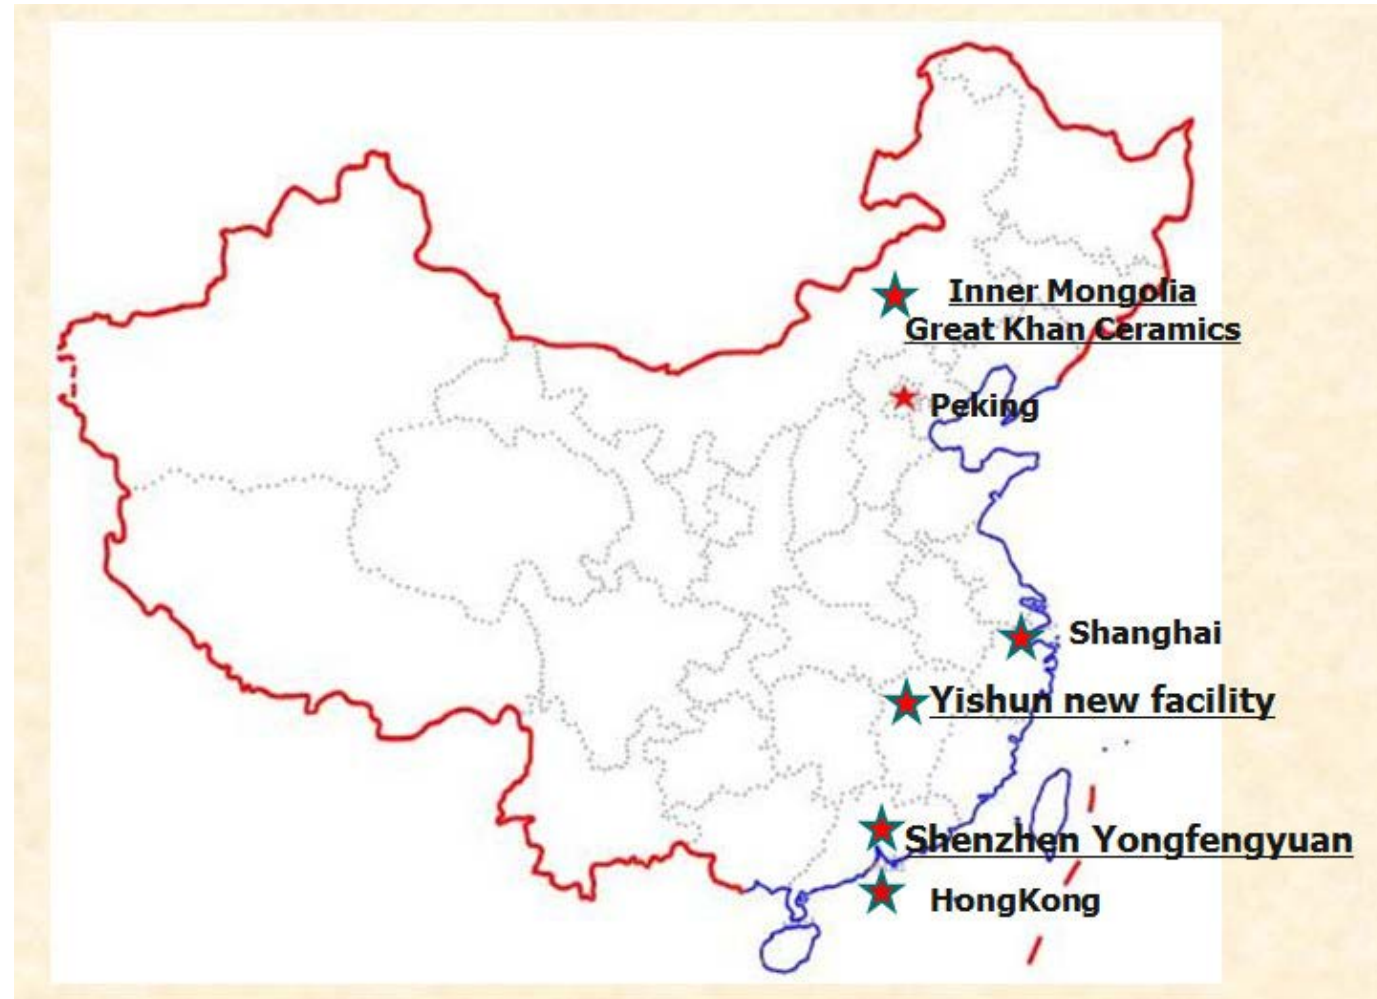 Inner Mongolia
Great Khan Ceramics
Peking
Shanghai
Yishun new facility
Shenzhen Yongfengyuan
HongKong